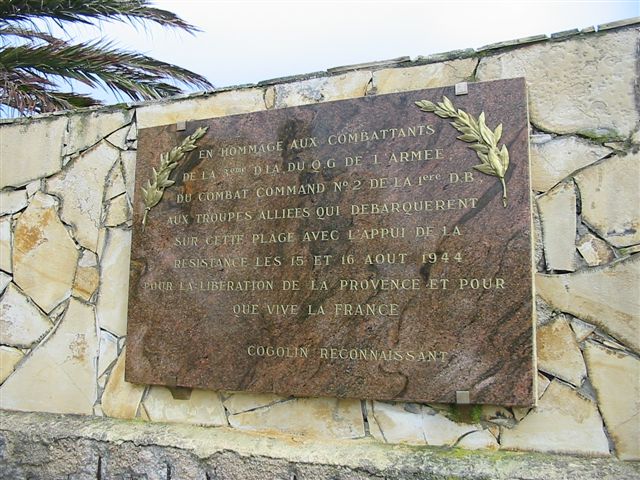 EN HOMMAGE AUX COMBATTANTS
DE LA 3ème D.I.A. DU Q.G DE L'ARMEE
DU COMBAT COMMAND No 2 DE LA 1ère D.B
AUX TROUPES ALLIEES QUI DEBARQUERENT
SUR CETTE PLAGE AVEC L'APPUI DE LA
RESISTANCE LES 15 ET 16 AOUT 1944
POUR LA LIBERATION DE LA PROVENCE ET POUR
QUE VIVE LA FRANCE
COGOLIN RECONNAISSANT